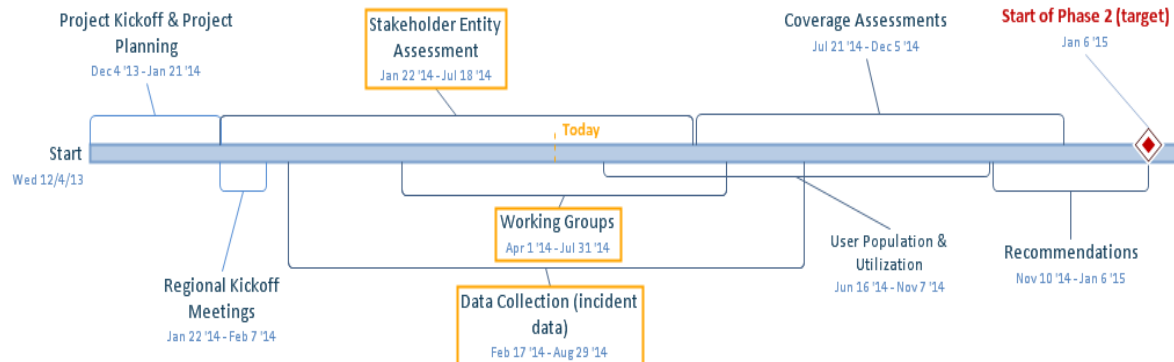 Project Kickoff & Project
Planning
Dec 4 '13 - Jan 21 '14
Stakeholder Entity
Assessment
Jan 22 '14 - Jul 18 '14
Coverage Assessments
Jul 21 '14 - Dec 5 '14
Start of Phase 2 (target)
Jan 6 '15
Today
Start
Wed 12/4/13
Regional Kickoff
Meetings
Jan 22 '14 - Feb 7 '14
Working Groups
Apr 1 '14 - Jul 31 '14
Data Collection (incident
data)
Feb 17 '14 - Aug 29 '14
User Population &
Utilization
Jun 16 '14 - Nov 7 '14
Recommendations
Nov 10 '14 - Jan 6 '15